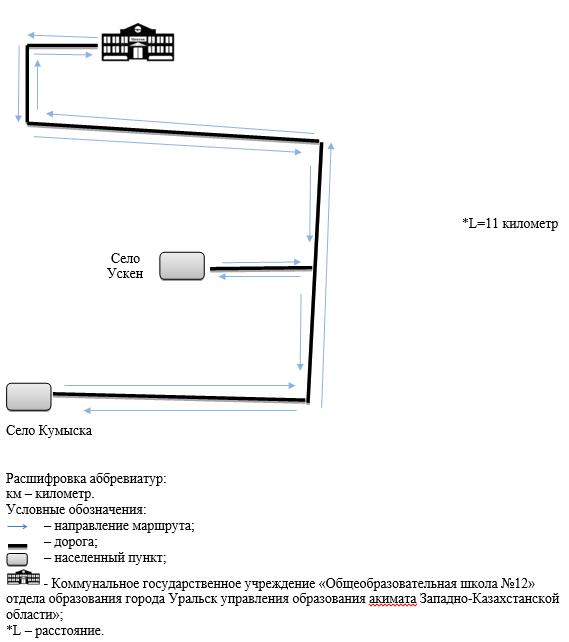 *L=11 километр
Село
Ускен
Село Кумыска
Расшифровка аббревиатур:
км – километр.
Условные обозначения:
– направление маршрута;
– дорога;
– населенный пункт;
- Коммунальное государственное учреждение «Общеобразовательная школа №12»
отдела образования города Уральск управления образования акимата Западно-Казахстанской
области»;
*L – расстояние.